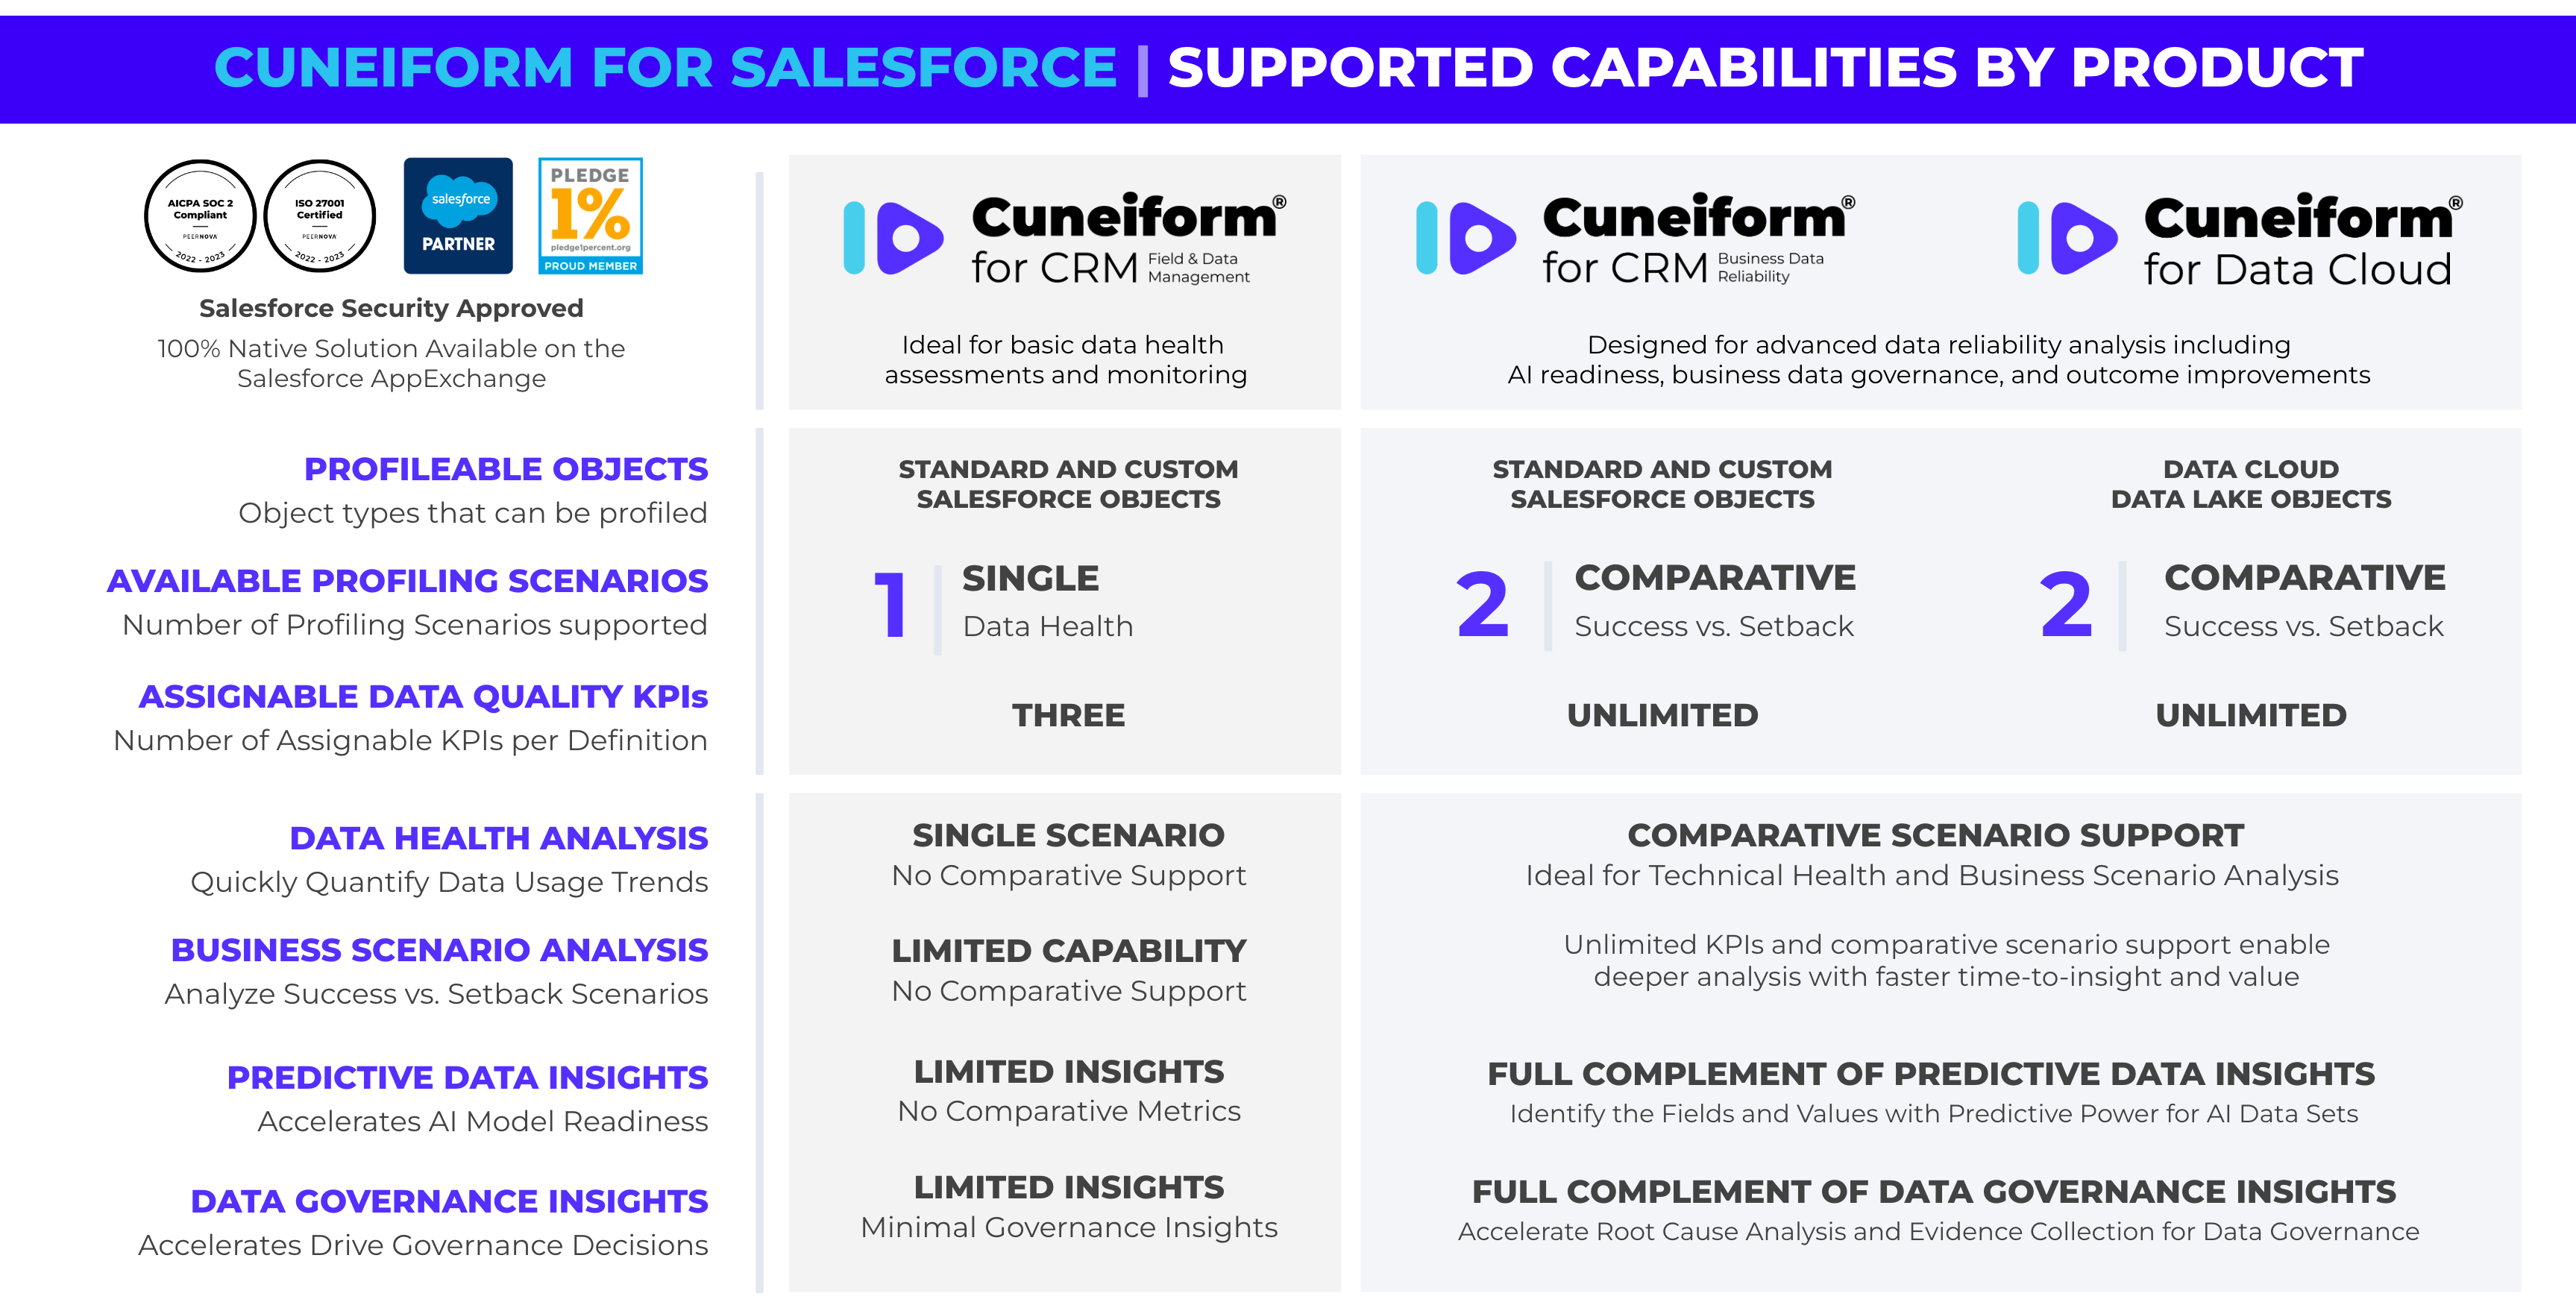 CUNEIFORM FOR SALESFORCE | SUPPORTED CAPABILITIES BY PRODUCT
AICPA SOC 2
Compliant
PEERNOVA
2022 - 2023
ISO 27001
Certified
PEERNOVA
2022 - 2023
salesforce
PARTNER
PLEDGE
1%
pledge1percent.org
PROUD MEMBER
Salesforce Security Approved
100% Native Solution Available on the
Salesforce AppExchange
Cuneiform®
for CRM Field & Data
Management
Ideal for basic data health
assessments and monitoring
Cuneiform®
for CRM Business Data
Reliability
Cuneiform®
for Data Cloud
Designed for advanced data reliability analysis including
AI readiness, business data governance, and outcome improvements
PROFILEABLE OBJECTS
Object types that can be profiled
STANDARD AND CUSTOM
SALESFORCE OBJECTS
STANDARD AND CUSTOM
SALESFORCE OBJECTS
DATA CLOUD
DATA LAKE OBJECTS
AVAILABLE PROFILING SCENARIOS
Number of Profiling Scenarios supported
1
SINGLE
Data Health
2
COMPARATIVE
Success vs. Setback
2
COMPARATIVE
Success vs. Setback
ASSIGNABLE DATA QUALITY KPIs
Number of Assignable KPIs per Definition
THREE
UNLIMITED
UNLIMITED
DATA HEALTH ANALYSIS
Quickly Quantify Data Usage Trends
SINGLE SCENARIO
No Comparative Support
COMPARATIVE SCENARIO SUPPORT
Ideal for Technical Health and Business Scenario Analysis
BUSINESS SCENARIO ANALYSIS
Analyze Success vs. Setback Scenarios
LIMITED CAPABILITY
No Comparative Support
Unlimited KPIs and comparative scenario support enable
deeper analysis with faster time-to-insight and value
PREDICTIVE DATA INSIGHTS
Accelerates AI Model Readiness
LIMITED INSIGHTS
No Comparative Metrics
FULL COMPLEMENT OF PREDICTIVE DATA INSIGHTS
Identify the Fields and Values with Predictive Power for AI Data Sets
DATA GOVERNANCE INSIGHTS
Accelerates Drive Governance Decisions
LIMITED INSIGHTS
Minimal Governance Insights
FULL COMPLEMENT OF DATA GOVERNANCE INSIGHTS
Accelerate Root Cause Analysis and Evidence Collection for Data Governance